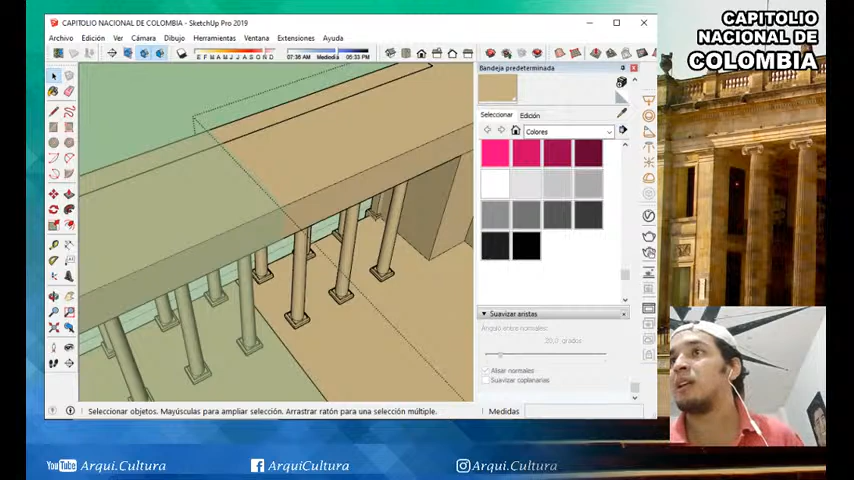 CAPITOLIO NACIONAL DE COLOMBIA - SketchUp Pro 2019
Archivo Edición Ver Cámara Dibujo Herramientas Ventana Extensiones Ayuda
E F M A M J J A S O N D 07:36 AM Mediodía 05:33 PM
Bandeja predeterminada
Seleccionar Edición
Colores
Suavizar aristas
Ángulo entre normales:
20,0 grados
Alisar normales
Suavizar coplanarias
Seleccionar objetos. Mayúsculas para ampliar selección. Arrastrar ratón para una selección múltiple.
Medidas
CAPITOLIO
NACIONAL DE
COLOMBIA
YouTube Arqui.Cultura
ArquiCultura
Arqui.Cultura